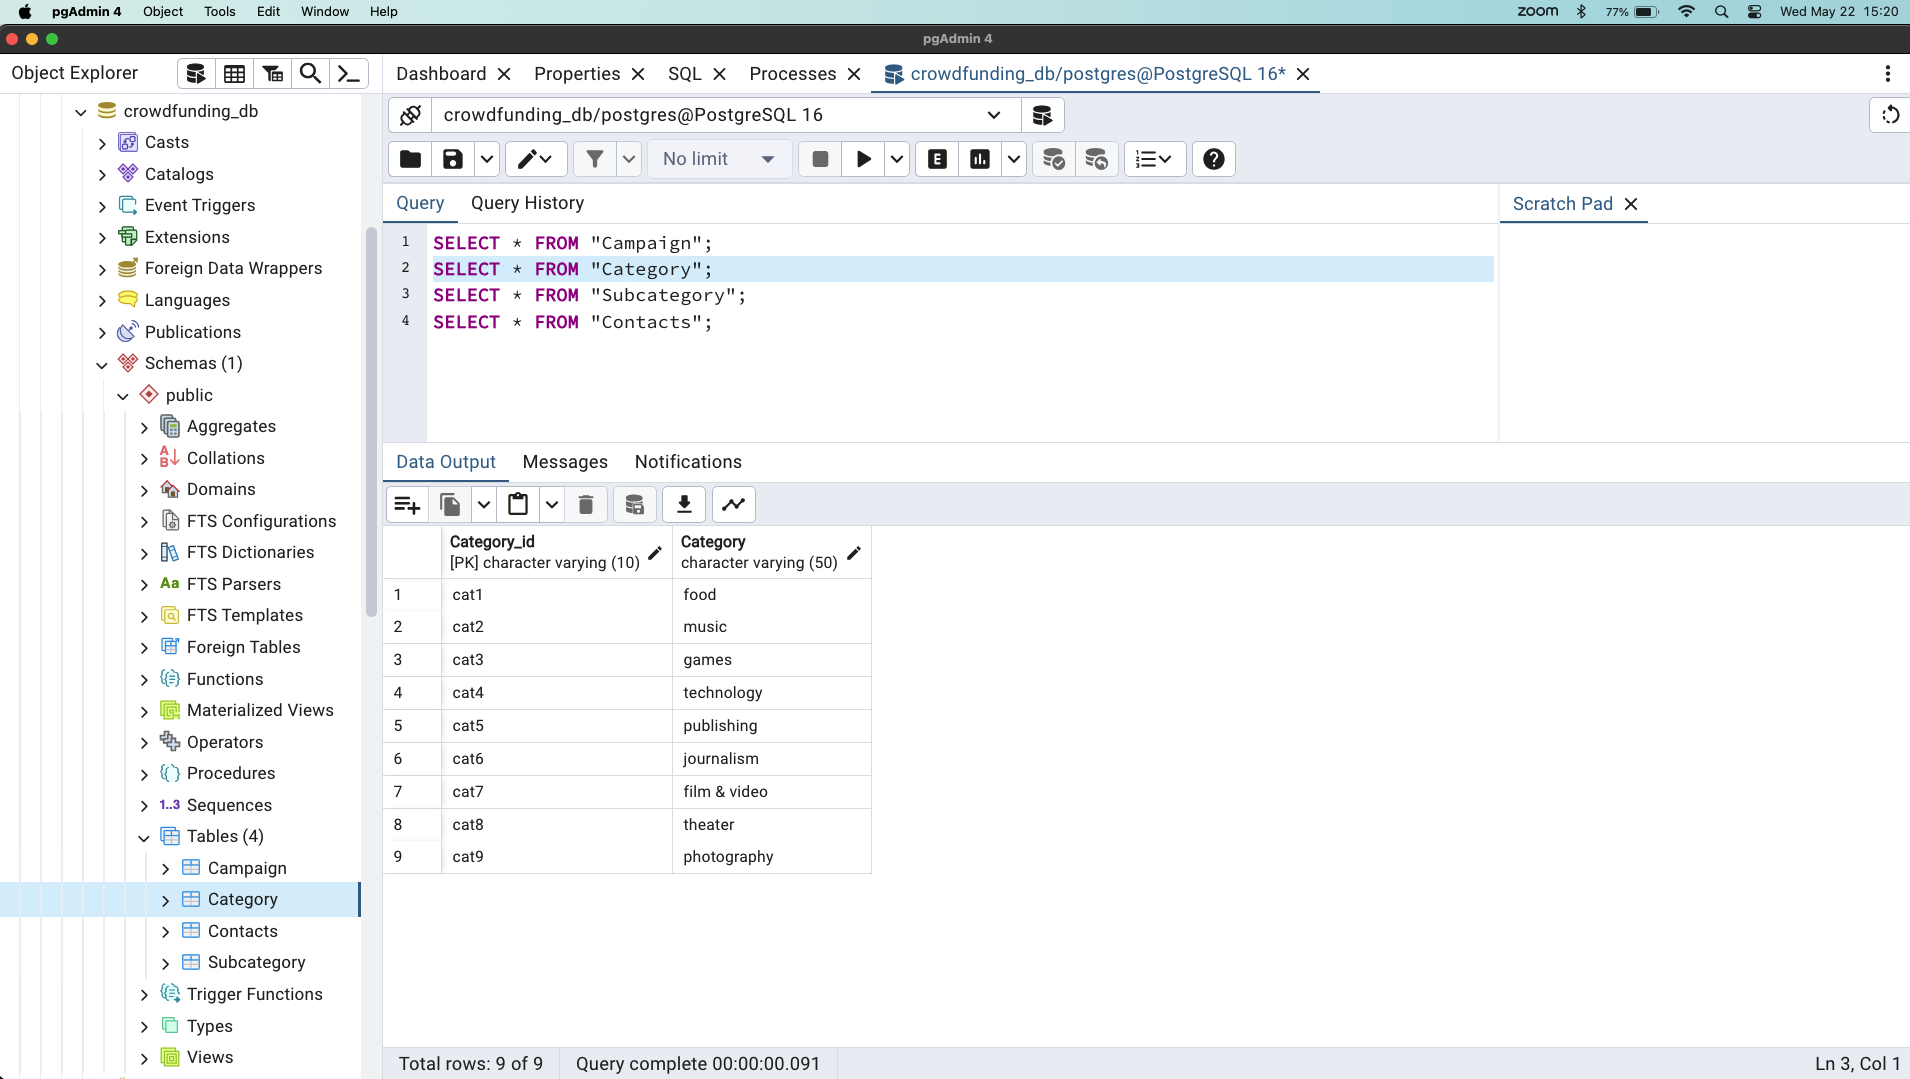 pgAdmin 4 Object Tools Edit Window Help zoom 77% Wed May 22 15:20
pgAdmin 4
Object Explorer
Dashboard Properties SQL Processes crowdfunding_db/postgres@PostgreSQL 16*
crowdfunding_db
Casts
Catalogs
Event Triggers
Extensions
Foreign Data Wrappers
Languages
Publications
Schemas (1)
public
Aggregates
Collations
Domains
FTS Configurations
FTS Dictionaries
Aa FTS Parsers
FTS Templates
Foreign Tables
Functions
Materialized Views
Operators
Procedures
1..3 Sequences
Tables (4)
Campaign
Category
Contacts
Subcategory
Trigger Functions
Types
Views
crowdfunding_db/postgres@PostgreSQL 16
No limit E
Query Query History
Scratch Pad
1 SELECT * FROM "Campaign";
2 SELECT * FROM "Category";
3 SELECT * FROM "Subcategory";
4 SELECT * FROM "Contacts";
Data Output Messages Notifications
Category_id Category
[PK] character varying (10) character varying (50)
1 cat1 food
2 cat2 music
3 cat3 games
4 cat4 technology
5 cat5 publishing
6 cat6 journalism
7 cat7 film & video
8 cat8 theater
9 cat9 photography
Total rows: 9 of 9 Query complete 00:00:00.091 Ln 3, Col 1